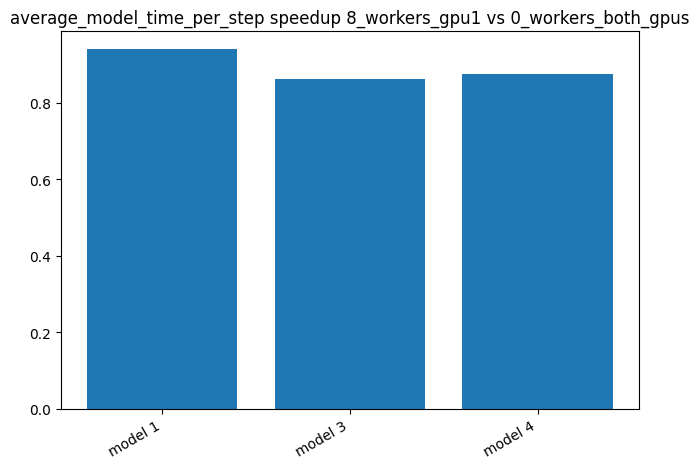 average_model_time_per_step speedup 8_workers_gpu1 vs 0_workers_both_gpus
0.8
0.6
0.4
0.2
0.0
model 1
model 3
model 4